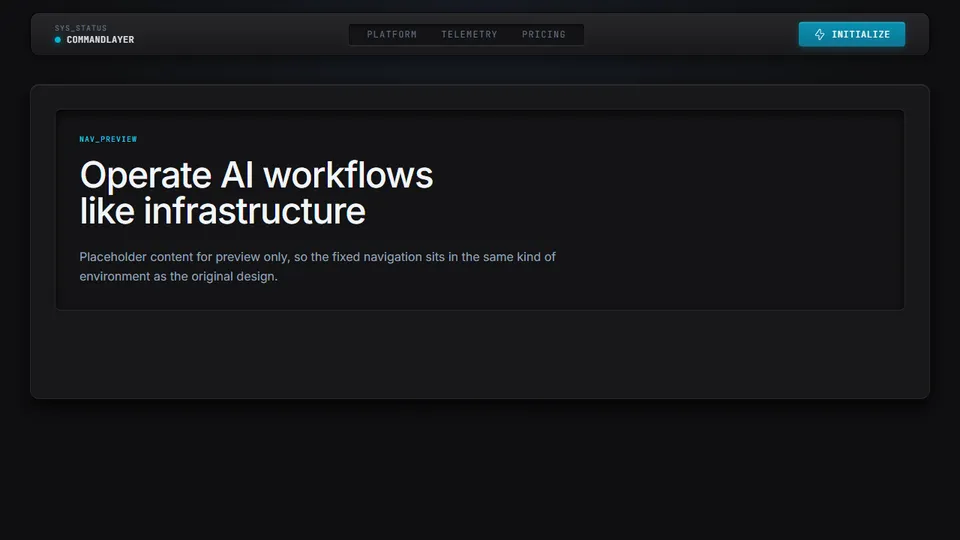 SYS_STATUS
COMMANDLAYER
PLATFORM
TELEMETRY
PRICING
INITIALIZE
NAV_PREVIEW
Operate AI workflows
like infrastructure
Placeholder content for preview only, so the fixed navigation sits in the same kind of
environment as the original design.